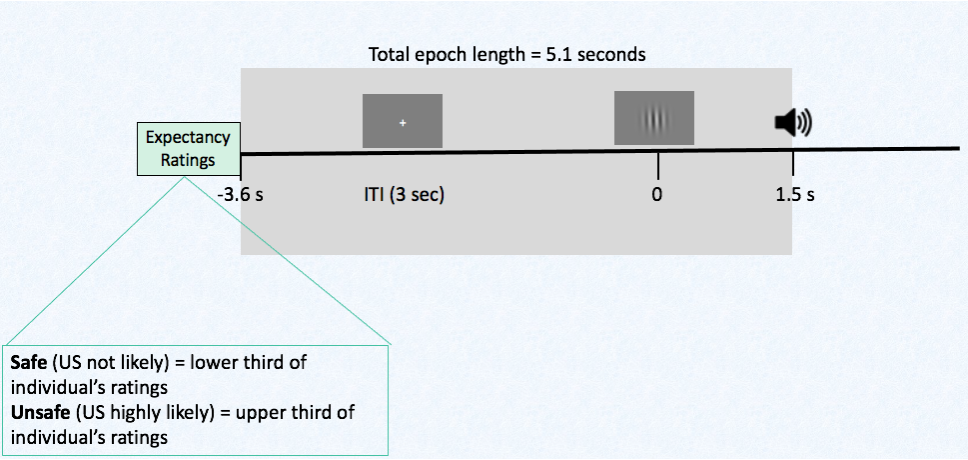 Total epoch length = 5.1 seconds
Expectancy
Ratings
-3.6 s
ITI (3 sec)
0
1.5 s
Safe (US not likely) = lower third of
individual’s ratings
Unsafe (US highly likely) = upper third of
individual’s ratings